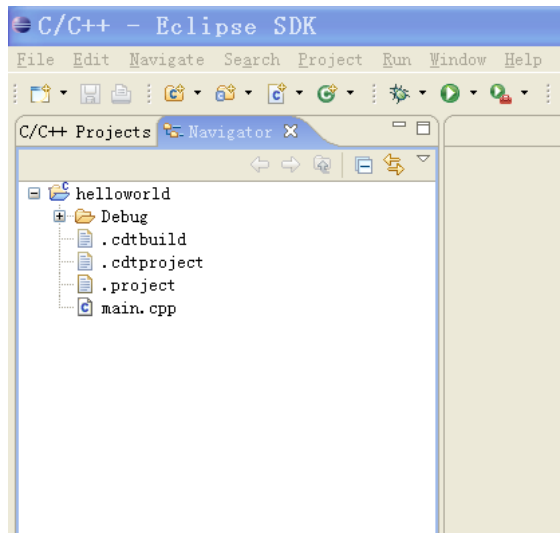 C/C++ - Eclipse SDK
File Edit Navigate Search Project Run Window Help
C/C++ Projects Navigator
helloworld
Debug
.cdtbuild
.cdtproject
.project
main.cpp